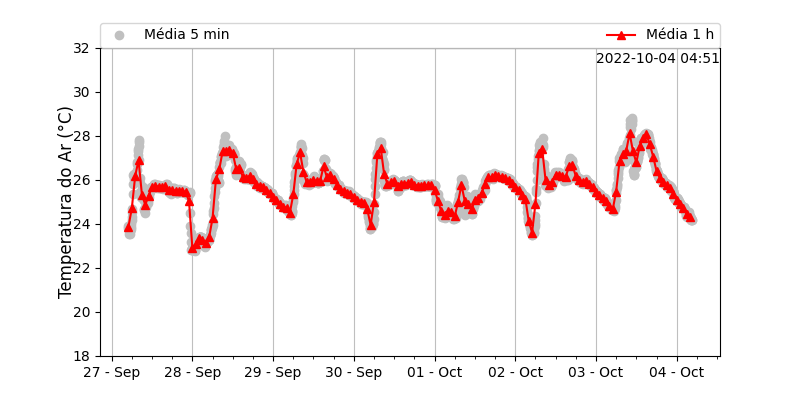 Média 5 min
Média 1 h
2022-10-04 04:51
Temperatura do Ar (°C)
32
30
28
26
24
22
20
18
27 - Sep
28 - Sep
29 - Sep
30 - Sep
01 - Oct
02 - Oct
03 - Oct
04 - Oct